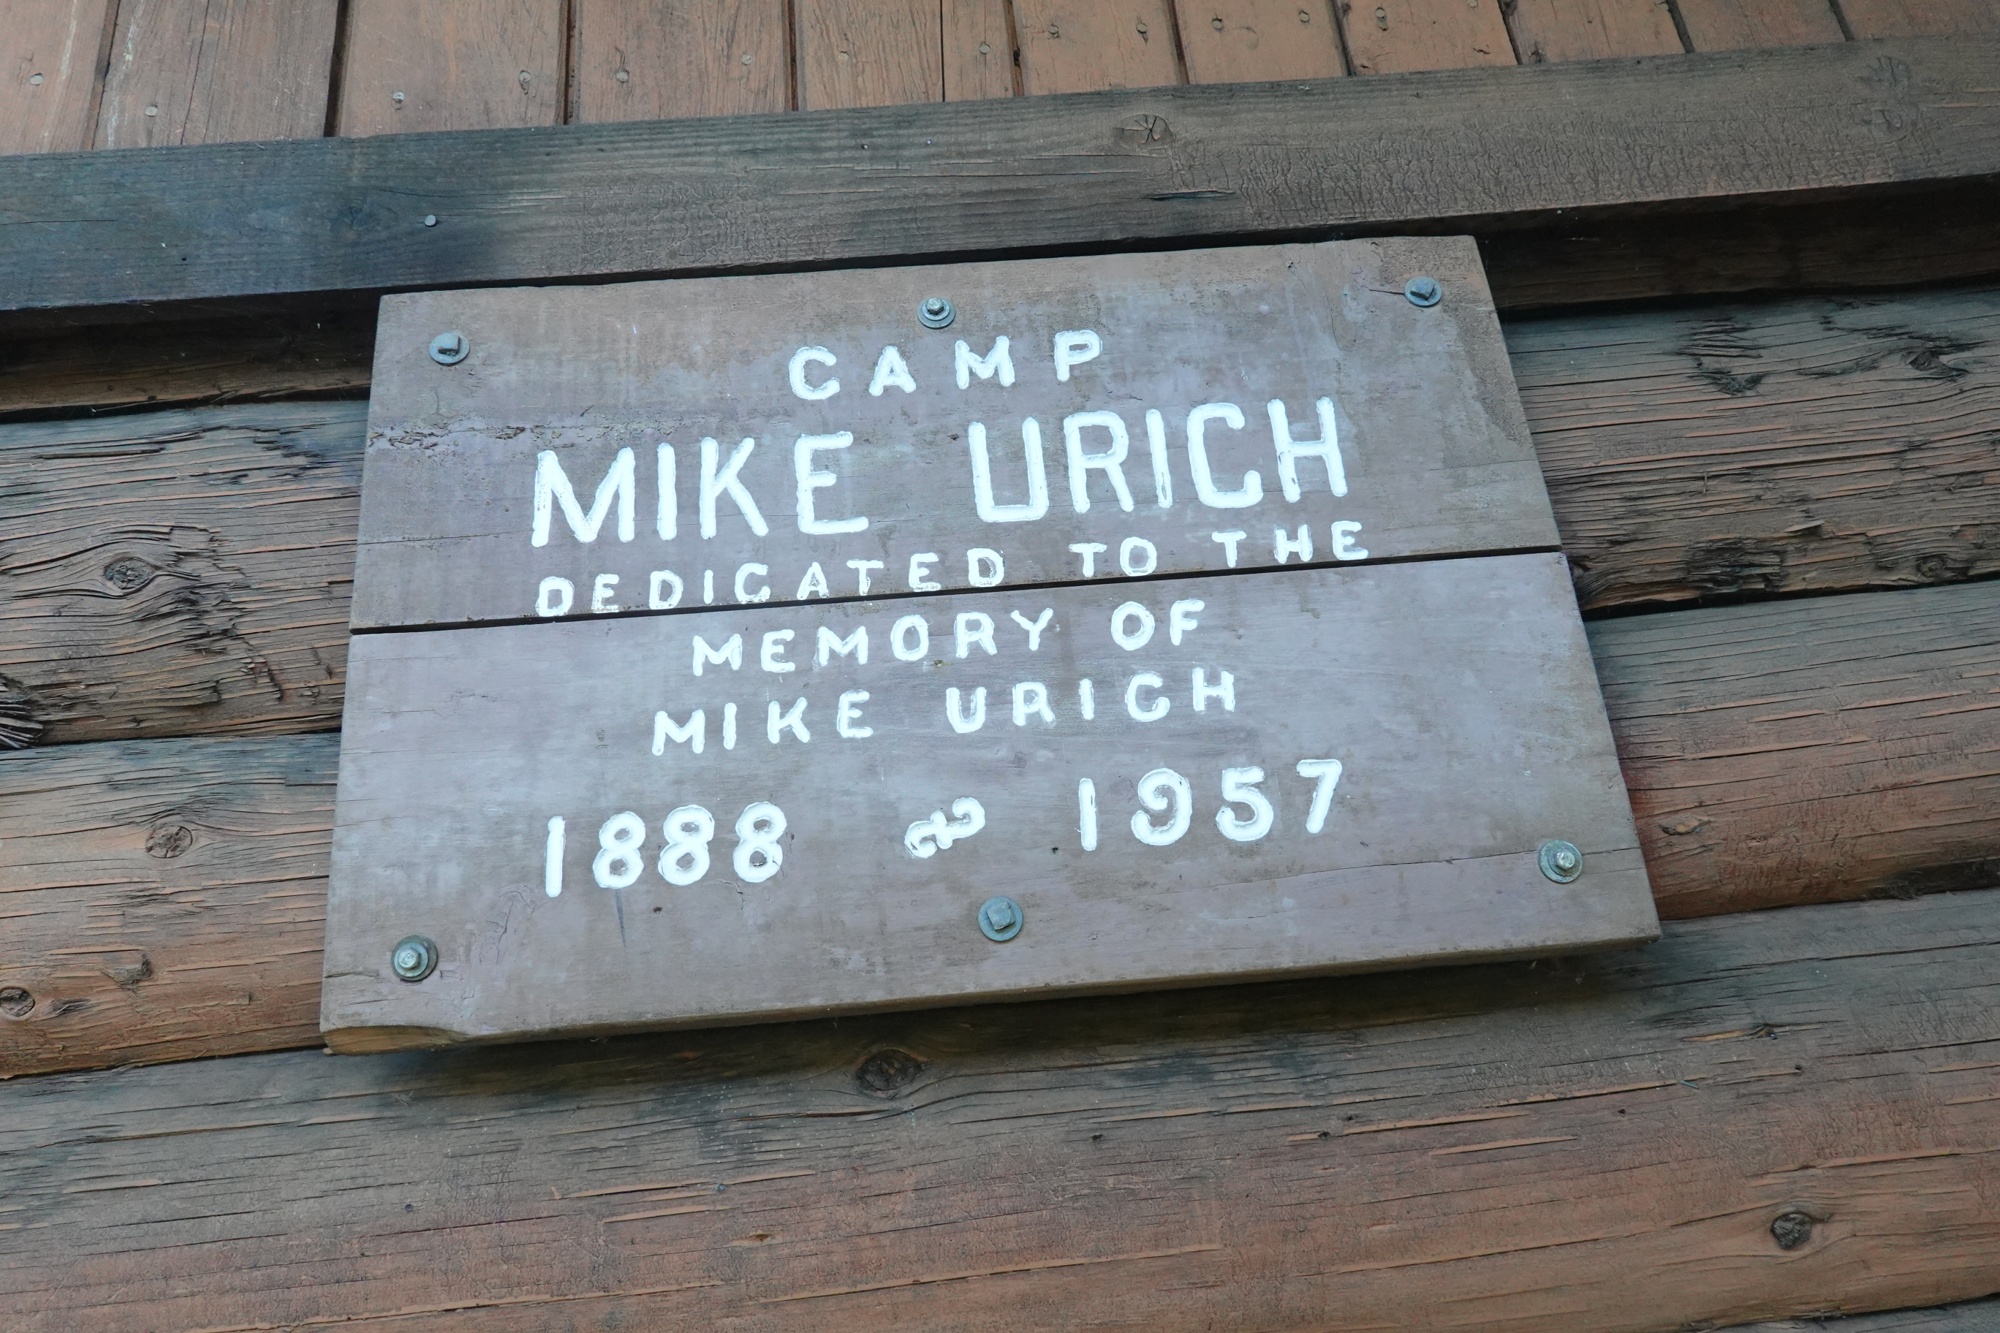 CAMP
MIKE URICH
DEDICATED TO THE
MEMORY OF
MIKE URICH
1888 1957